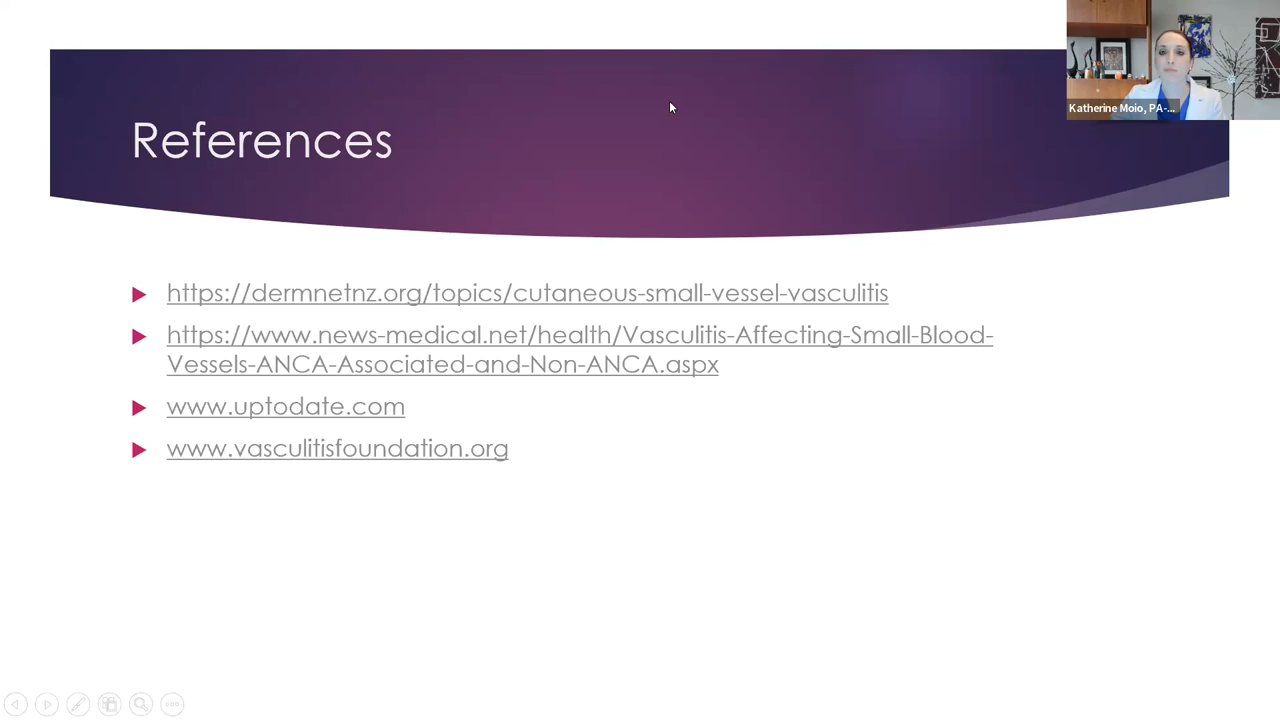 Katherine Moio, PA-...
References
https://dermnetnz.org/topics/cutaneous-small-vessel-vasculitis
https://www.news-medical.net/health/Vasculitis-Affecting-Small-Blood-
Vessels-ANCA-Associated-and-Non-ANCA.aspx
www.uptodate.com
www.vasculitisfoundation.org